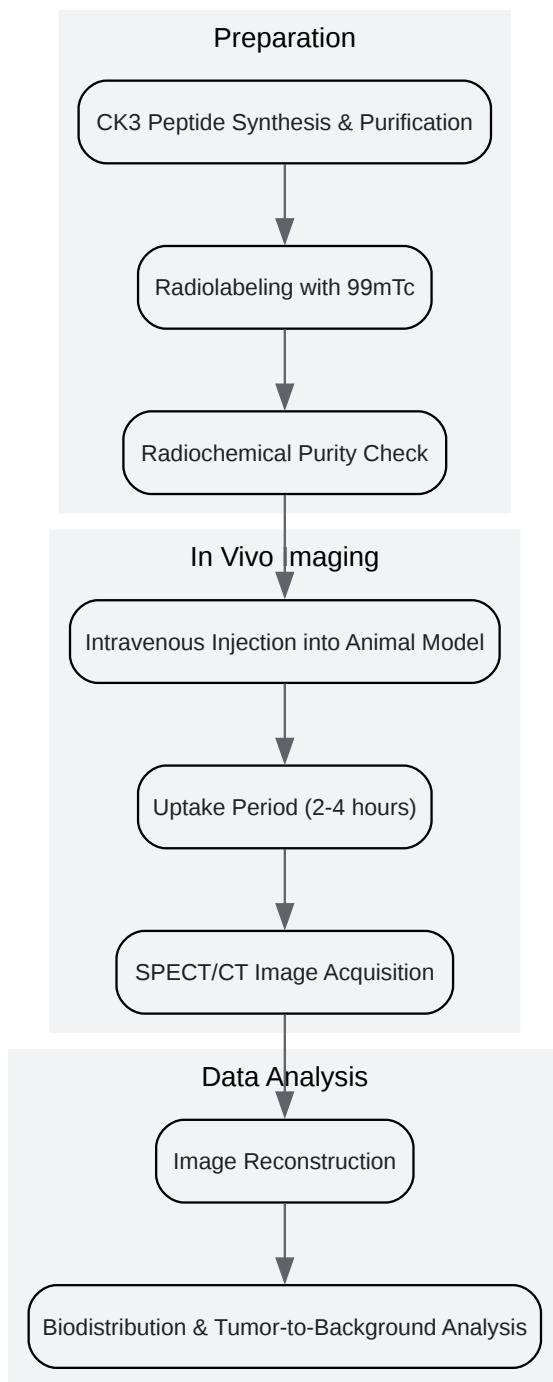 Preparation
CK3 Peptide Synthesis & Purification
Radiolabeling with 99mTc
Radiochemical Purity Check
In Vivo Imaging
Intravenous Injection into Animal Model
Uptake Period (2-4 hours)
SPECT/CT Image Acquisition
Data Analysis
Image Reconstruction
Biodistribution & Tumor-to-Background Analysis